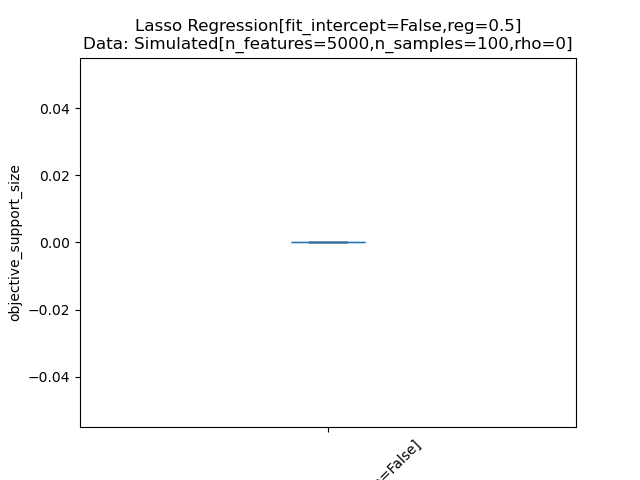 Lasso Regression[fit_intercept=False,reg=0.5]
Data: Simulated[n_features=5000,n_samples=100,rho=0]
objective_support_size
0.04
0.02
0.00
−0.02
−0.04
=False]